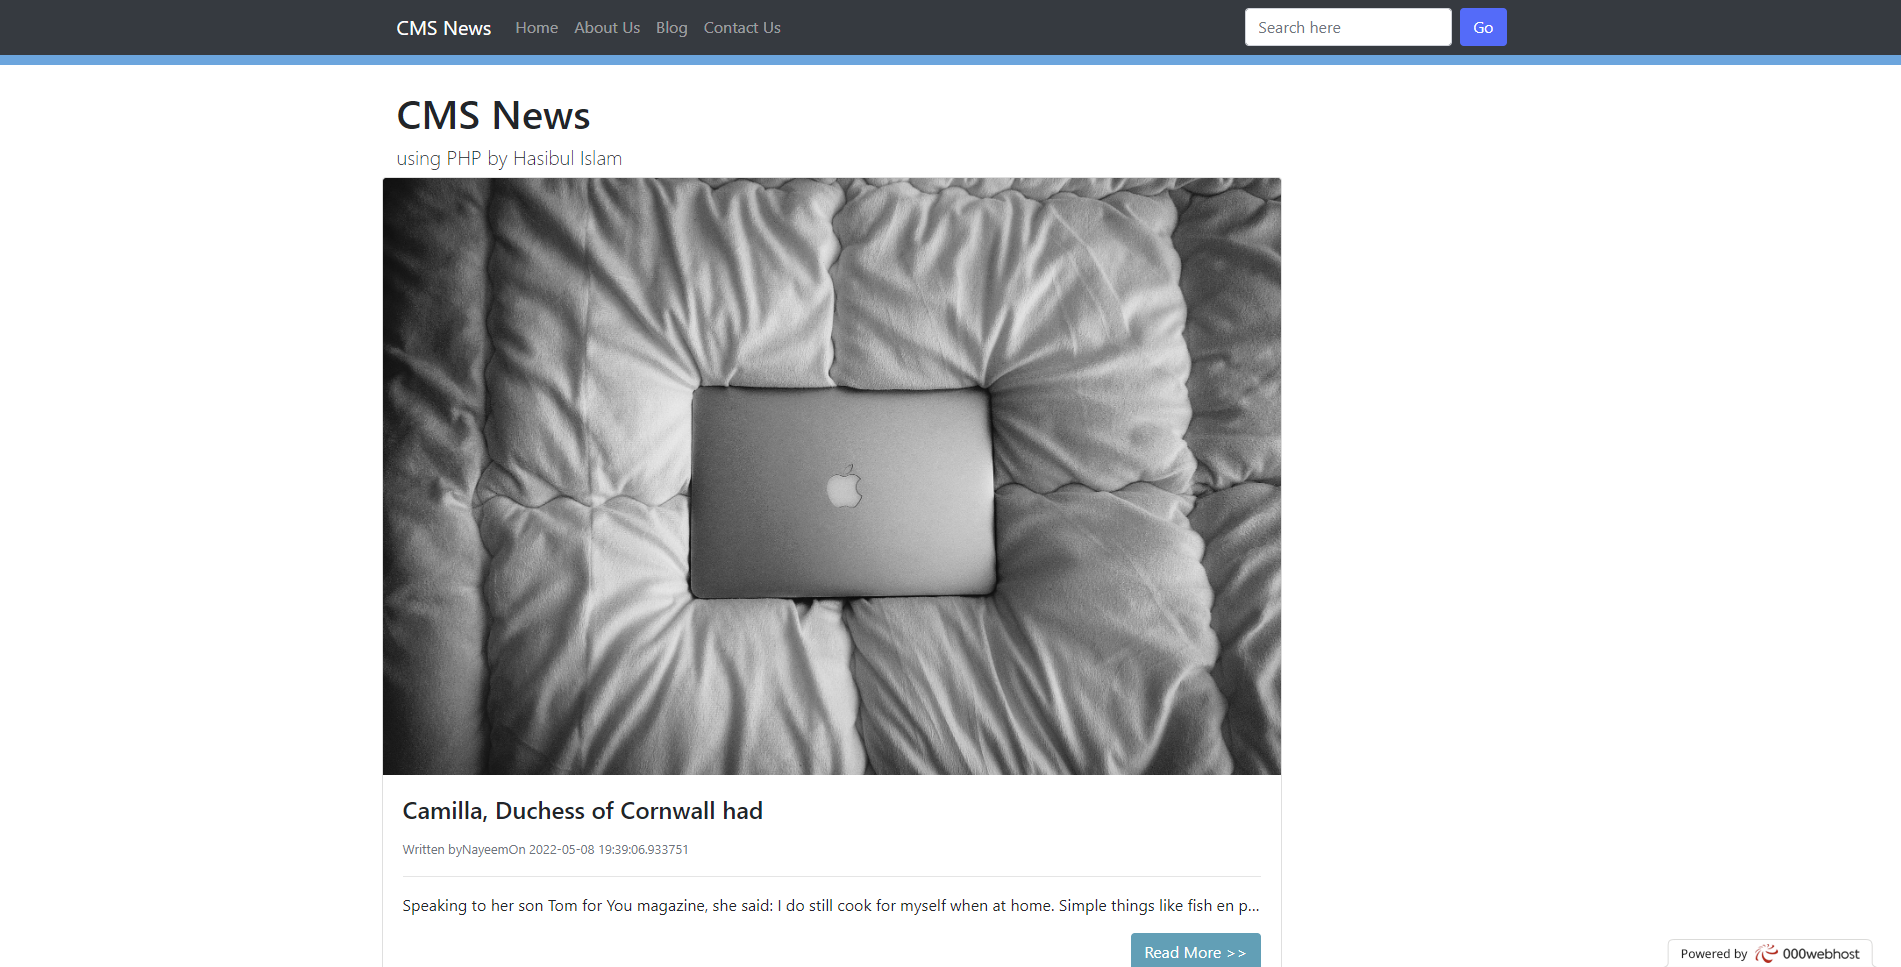 CMS News Home About Us Blog Contact Us Search here Go
CMS News
using PHP by Hasibul Islam
Camilla, Duchess of Cornwall had
Written byNayeemOn 2022-05-08 19:39:06.933751
Speaking to her son Tom for You magazine, she said: I do still cook for myself when at home. Simple things like fish en p...
Read More >>
Powered by 000webhost